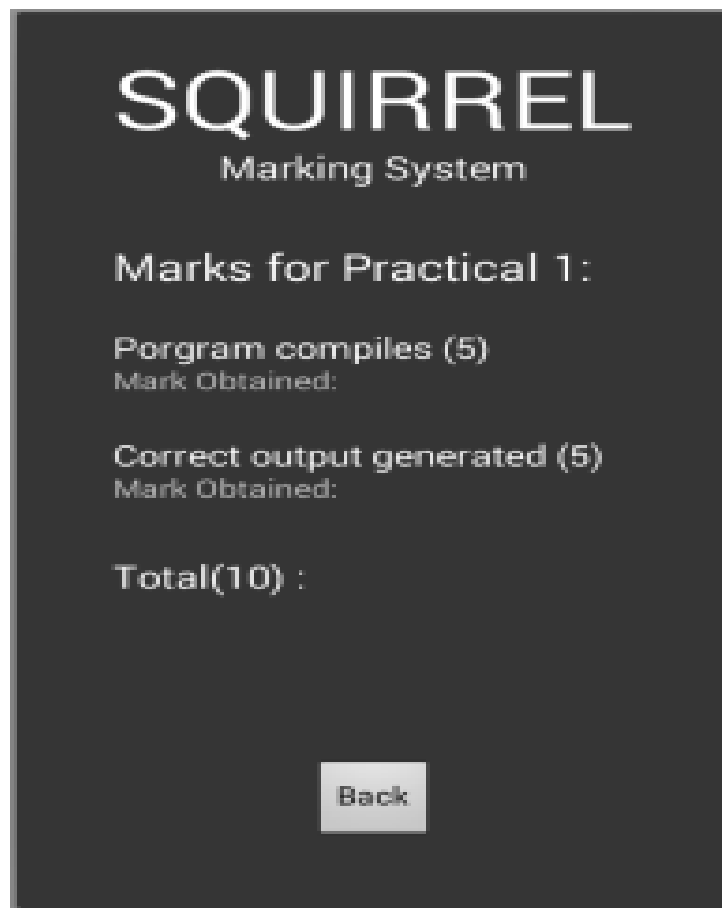 SQUIRREL
Marking System
Marks for Practical 1:
Porgram compiles (5)
Mark Obtained:
Correct output generated (5)
Mark Obtained:
Total(10) :
Back